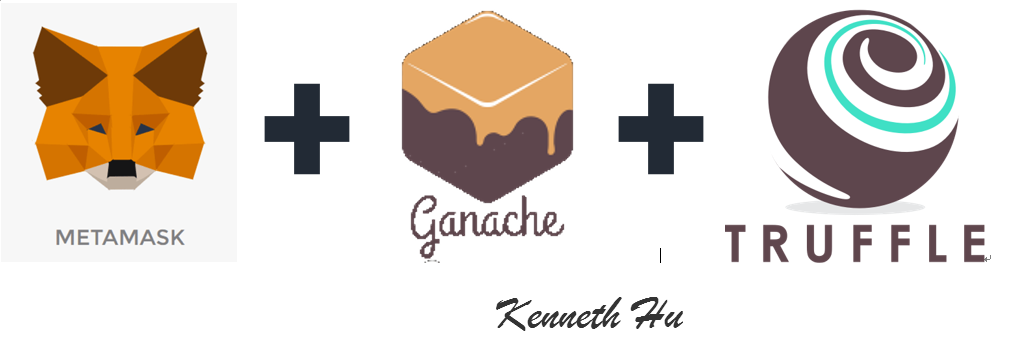 METAMASK
Ganache
TRUFFLE
Kenneth Hu